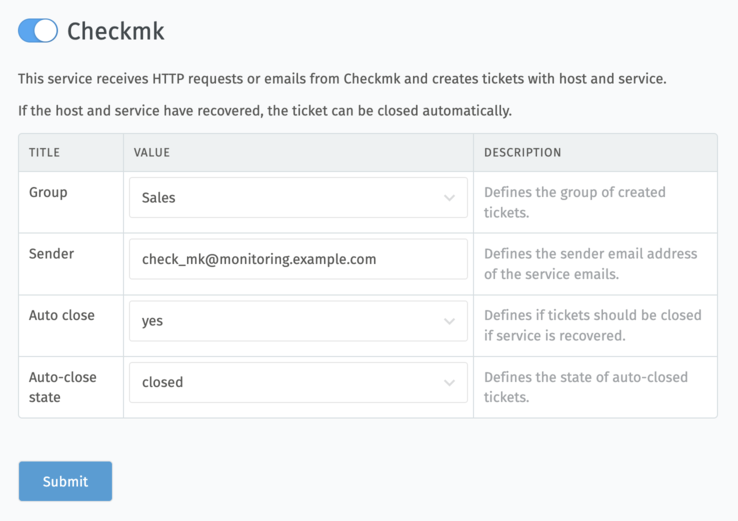 Checkmk
This service receives HTTP requests or emails from Checkmk and creates tickets with host and service.
If the host and service have recovered, the ticket can be closed automatically.
TITLE VALUE DESCRIPTION
Group Sales Defines the group of created
tickets.
Sender check_mk@monitoring.example.com Defines the sender email address
of the service emails.
Auto close yes Defines if tickets should be closed
if service is recovered.
Auto-close closed Defines the state of auto-closed
state tickets.
Submit